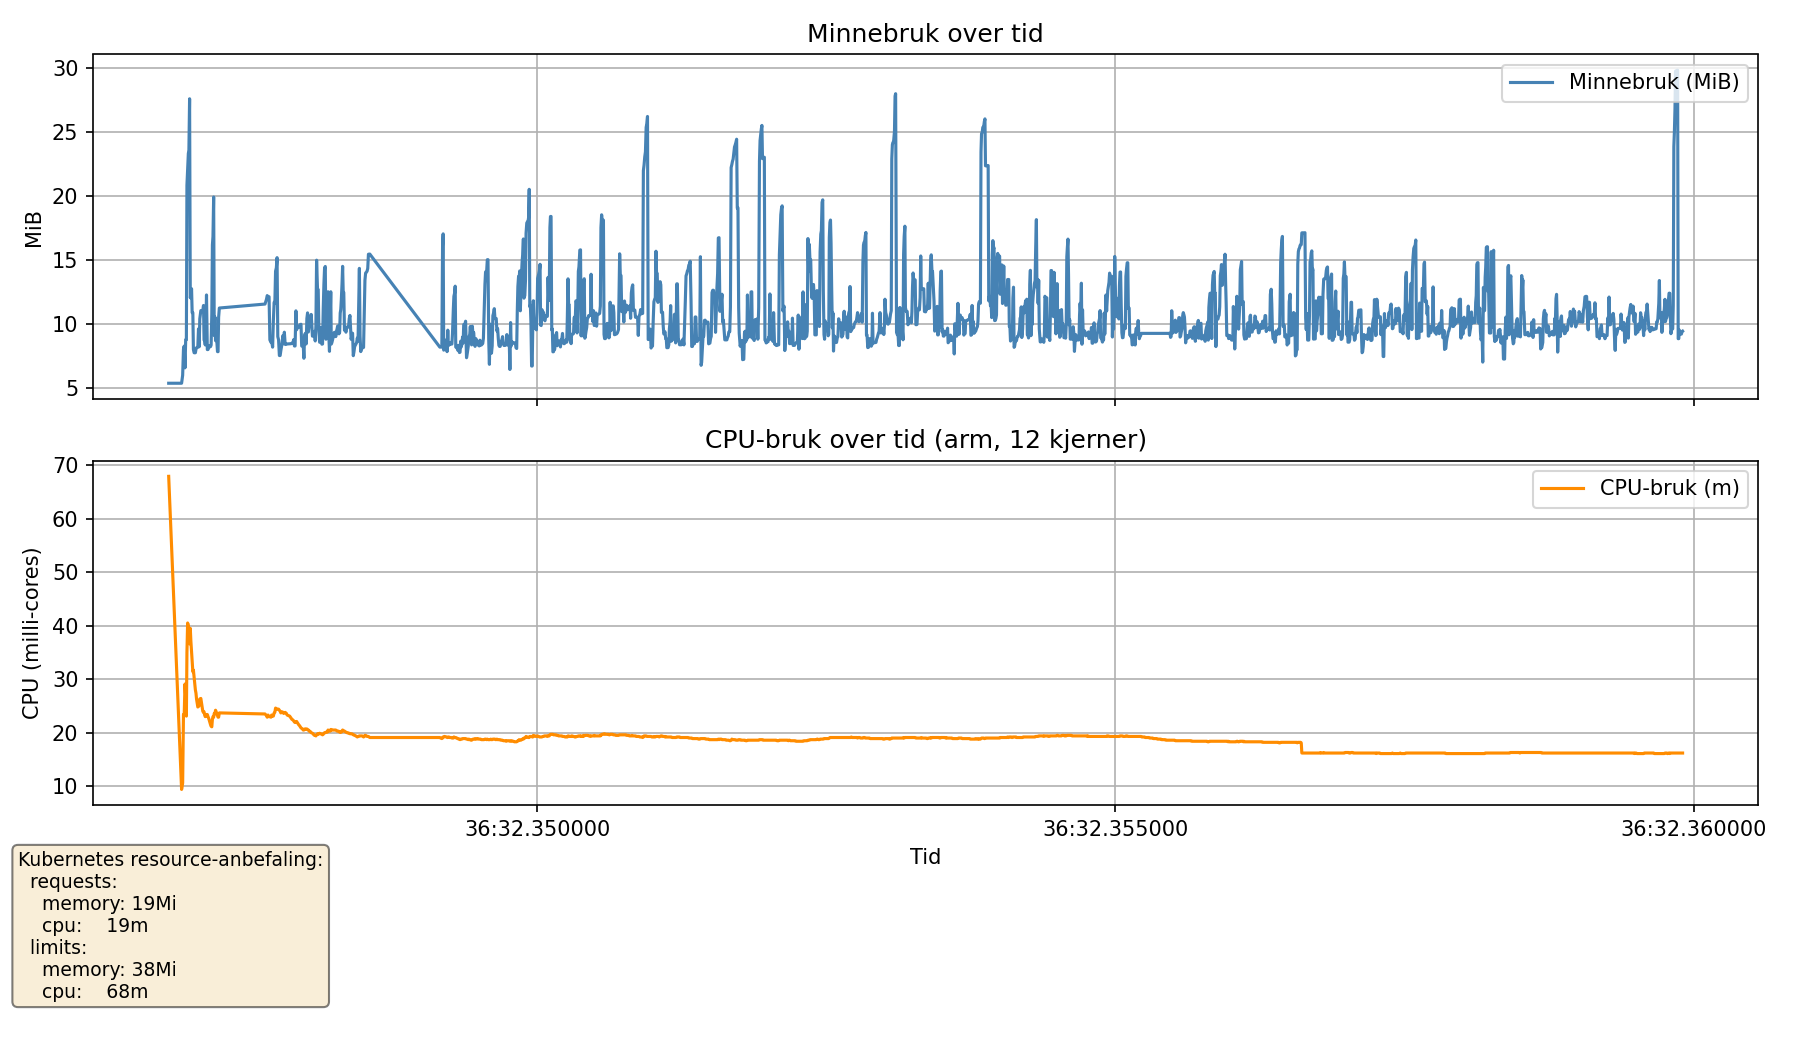 Minnebruk over tid
30
25
20
15
10
5
MiB
Minnebruk (MiB)
CPU-bruk over tid (arm, 12 kjerner)
70
60
50
40
30
20
10
CPU (milli-cores)
CPU-bruk (m)
36:32.350000
36:32.355000
36:32.360000
Tid
Kubernetes resource-anbefaling:
requests:
memory: 19Mi
cpu: 19m
limits:
memory: 38Mi
cpu: 68m